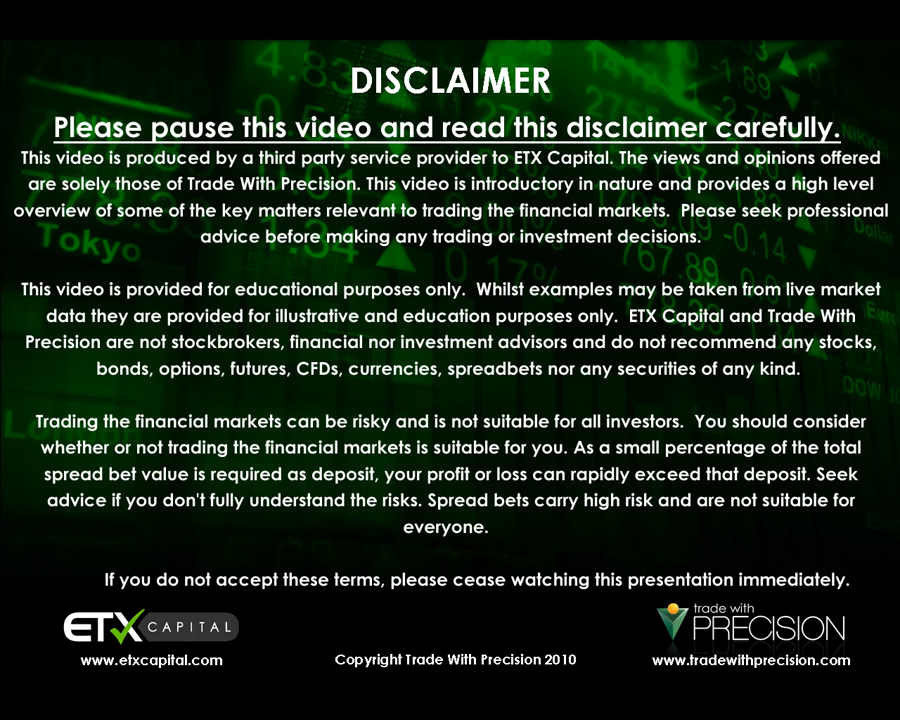 DISCLAIMER
Please pause this video and read this disclaimer carefully.
This video is produced by a third party service provider to ETX Capital. The views and opinions offered
are solely those of Trade With Precision. This video is introductory in nature and provides a high level
overview of some of the key matters relevant to trading the financial markets.  Please seek professional
advice before making any trading or investment decisions.
This video is provided for educational purposes only.  Whilst examples may be taken from live market
data they are provided for illustrative and education purposes only.  ETX Capital and Trade With
Precision are not stockbrokers, financial nor investment advisors and do not recommend any stocks,
bonds, options, futures, CFDs, currencies, spreadbets nor any securities of any kind.
Trading the financial markets can be risky and is not suitable for all investors.  You should consider
whether or not trading the financial markets is suitable for you. As a small percentage of the total
spread bet value is required as deposit, your profit or loss can rapidly exceed that deposit. Seek
advice if you don't fully understand the risks. Spread bets carry high risk and are not suitable for
everyone.
If you do not accept these terms, please cease watching this presentation immediately.
ETX CAPITAL
www.etxcapital.com
Copyright Trade With Precision 2010
trade with
PRECISION
www.tradewithprecision.com
Tokyo
767.89
-0.14
0.17%